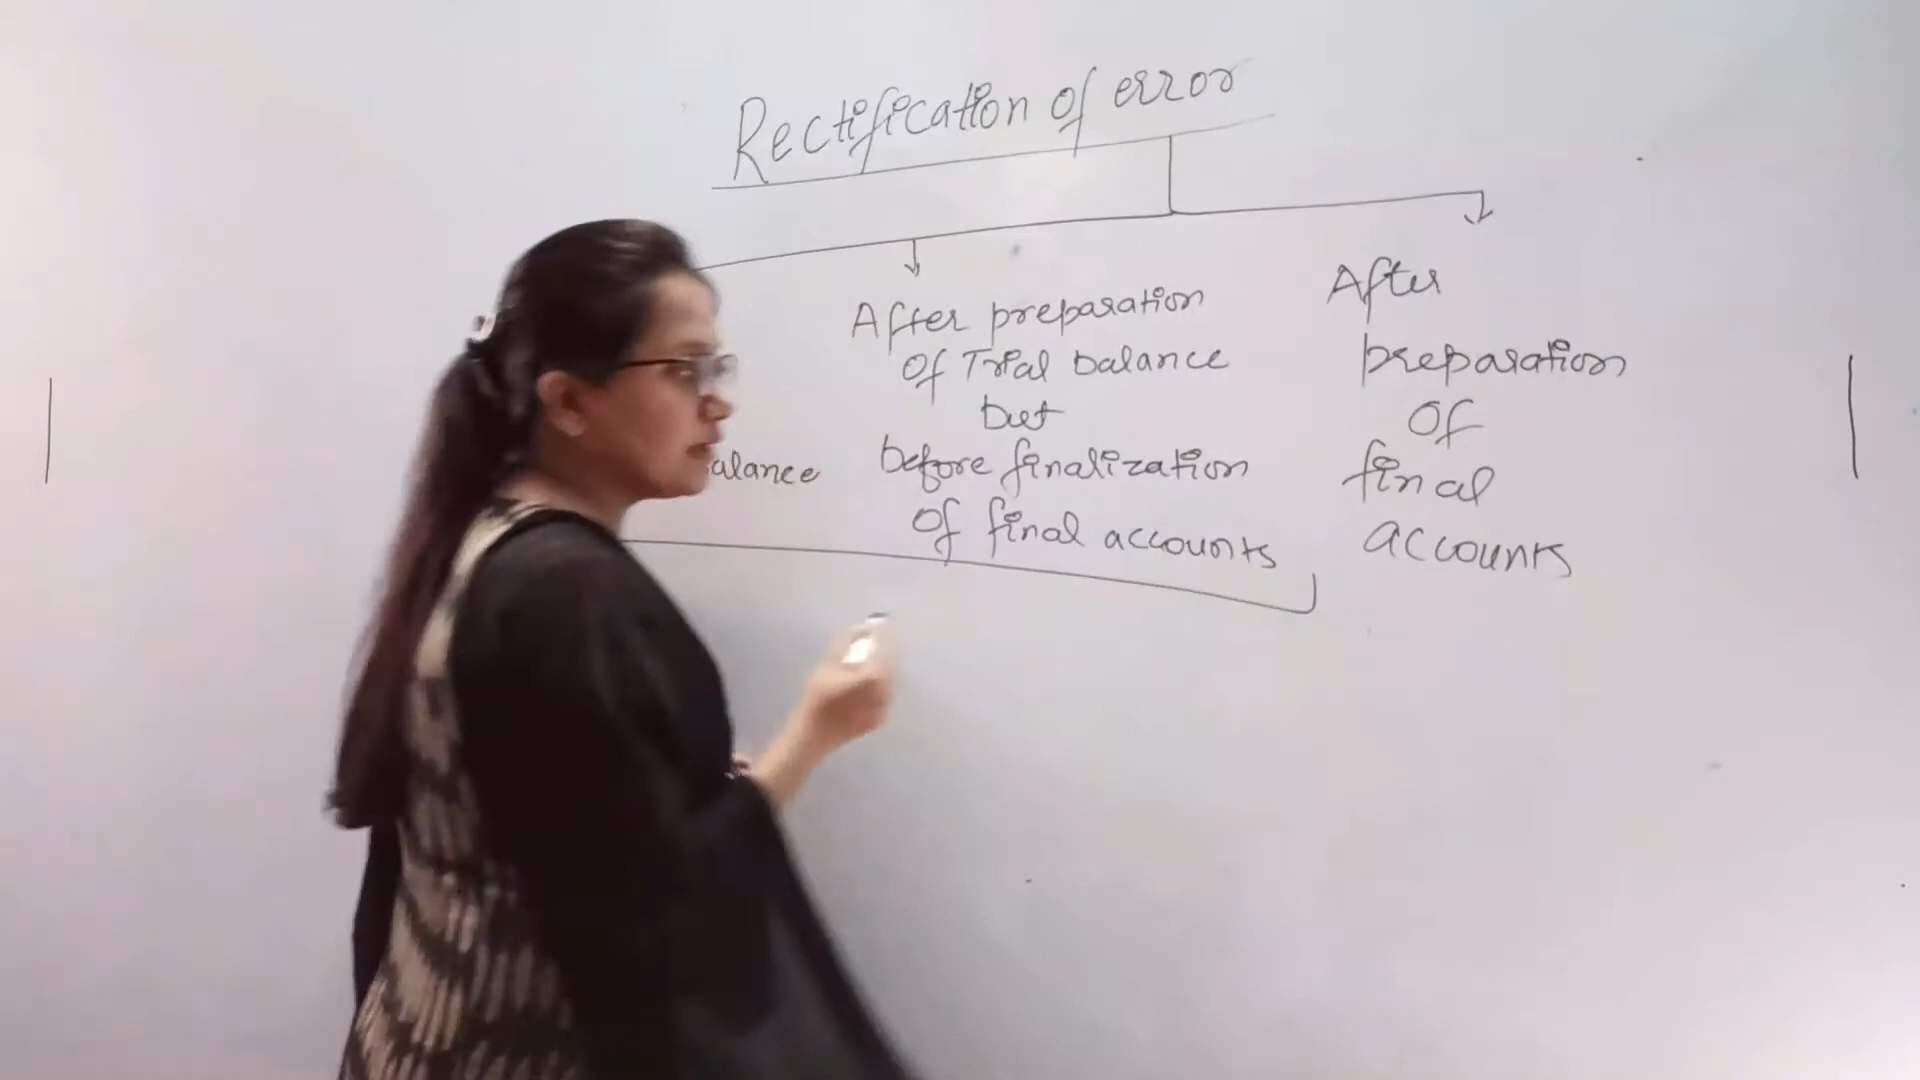 Rectification of error
After preparation
of Trial balance
but
before finalization
of final accounts
After
preparation
of
final
accounts